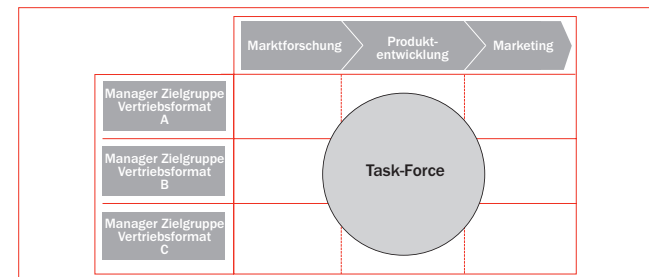 Marktforschung
Produkt-
entwicklung
Marketing
Manager Zielgruppe
Vertriebsformat
A
Manager Zielgruppe
Vertriebsformat
B
Manager Zielgruppe
Vertriebsformat
C
Task-Force